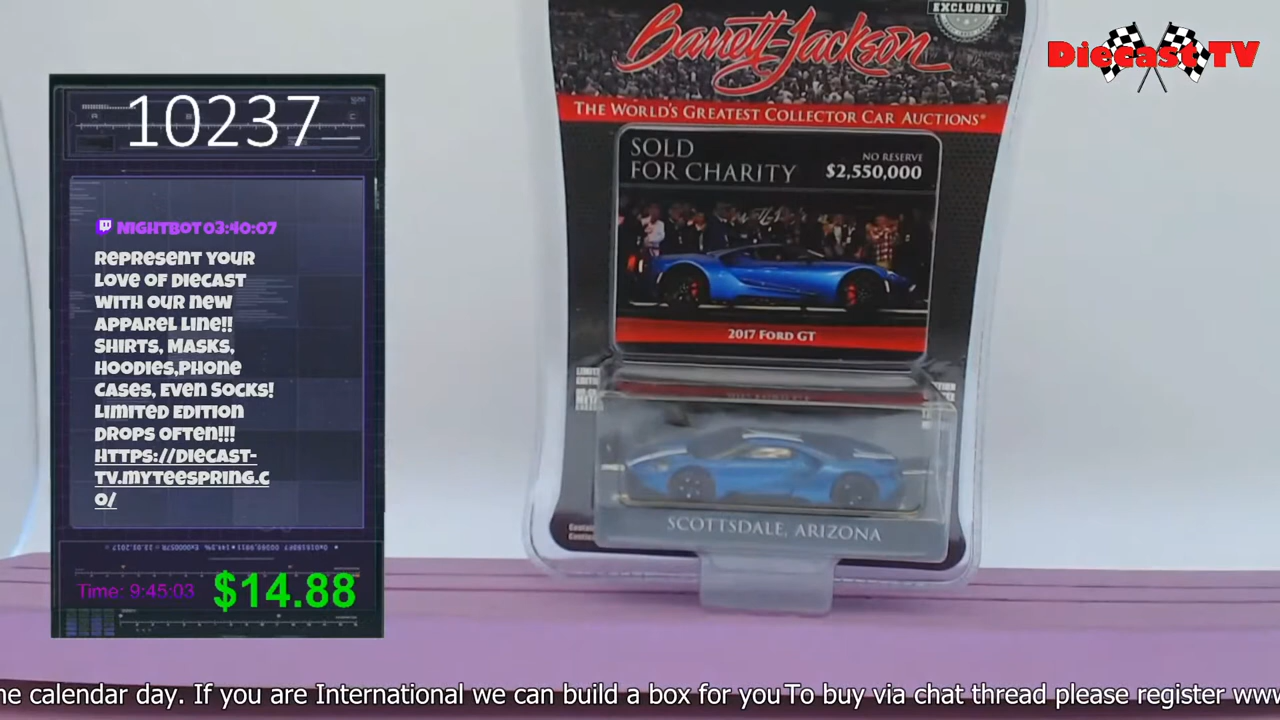 10237
NIGHTBOT 03:40:07
REPRESENT YOUR
LOVE OF DIECAST
WITH OUR NEW
APPAREL LINE!!
SHIRTS, MASKS,
HOODIES,PHONE
CASES, EVEN SOCKS!
LIMITED EDITION
DROPS OFTEN!!!
HTTPS://DIECAST-
TV.MYTEESPRING.C
O/
Time: 9:45:03
$14.88
EXCLUSIVE
Barrett-Jackson
THE WORLD'S GREATEST COLLECTOR CAR AUCTIONS®
SOLD
FOR CHARITY
NO RESERVE
$2,550,000
2017 FORD GT
SCOTTSDALE, ARIZONA
Diecast TV
he calendar day. If you are International we can build a box for you To buy via chat thread please register www